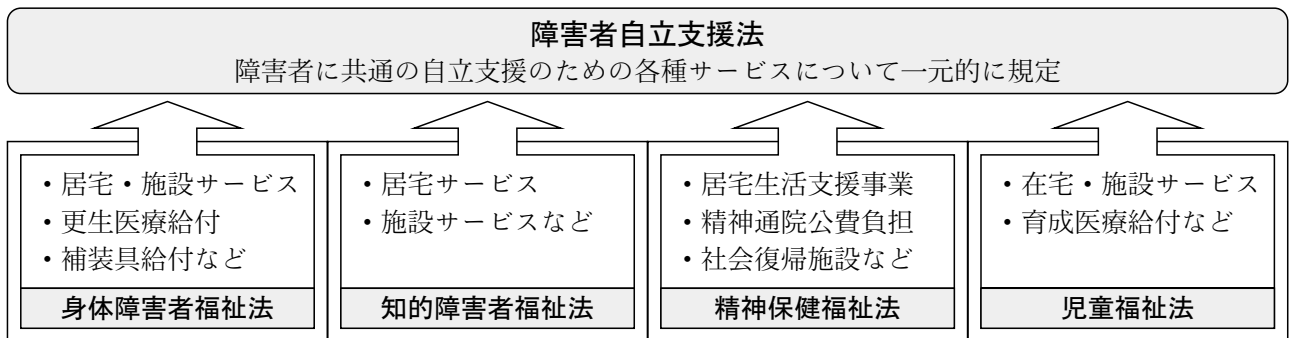 障害者自立支援法
障害者に共通の自立支援のための各種サービスについて一元的に規定
・居宅・施設サービス
・更生医療給付
・補装具給付など
身体障害者福祉法
・居宅サービス
・施設サービスなど
知的障害者福祉法
・居宅生活支援事業
・精神通院公費負担
・社会復帰施設など
精神保健福祉法
・在宅・施設サービス
・育成医療給付など
児童福祉法